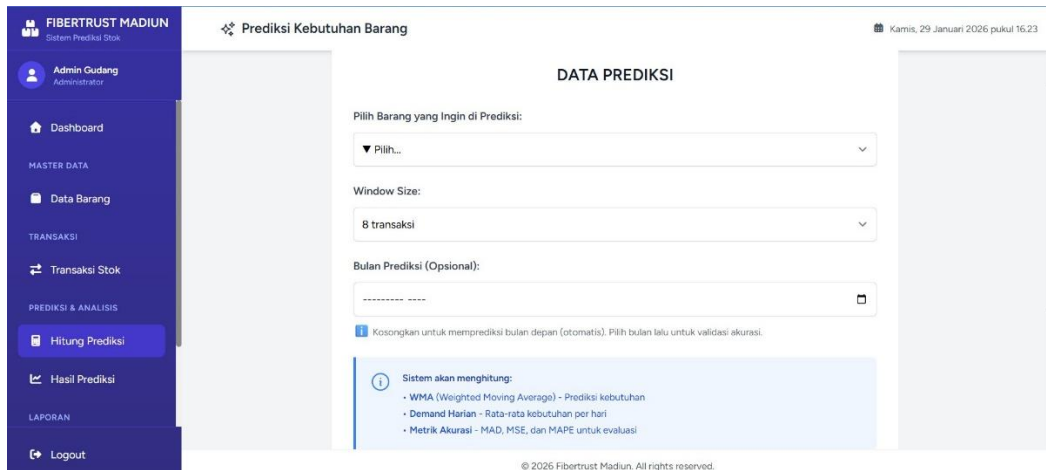 FIBERTRUST MADIUN
Sistem Prediksi Stok
Admin Gudang
Administrator
Dashboard
MASTER DATA
Data Barang
TRANSAKSI
Transaksi Stok
PREDIKSI & ANALISIS
Hitung Prediksi
Hasil Prediksi
LAPORAN
Logout
Prediksi Kebutuhan Barang
Kamis, 29 Januari 2026 pukul 16.23
DATA PREDIKSI
Pilih Barang yang Ingin di Prediksi:
▼ Pilih...
Window Size:
8 transaksi
Bulan Prediksi (Opsional):
--------- ----
Kosongkan untuk memprediksi bulan depan (otomatis). Pilih bulan lalu untuk validasi akurasi.
Sistem akan menghitung:
• WMA (Weighted Moving Average) - Prediksi kebutuhan
• Demand Harian - Rata-rata kebutuhan per hari
• Metrik Akurasi - MAD, MSE, dan MAPE untuk evaluasi
© 2026 Fibertrust Madiun. All rights reserved.